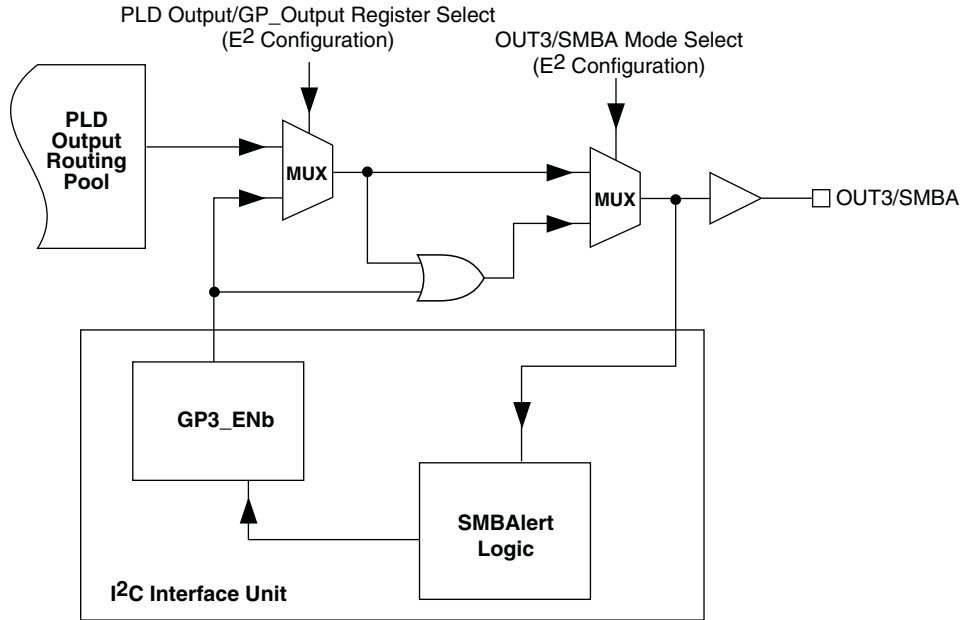 PLD Output/GP_Output Register Select
(E2 Configuration)
OUT3/SMBA Mode Select
(E2 Configuration)
PLD
Output
Routing
Pool
MUX
MUX
OUT3/SMBA
GP3_ENb
SMBAlert
Logic
I2C Interface Unit